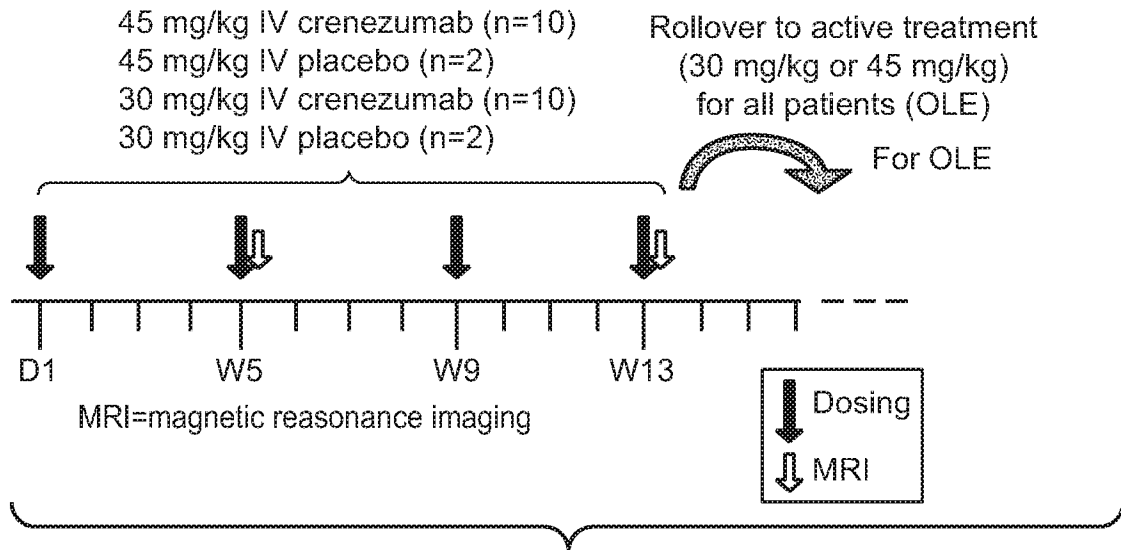 45 mg/kg IV crenezumab (n=10)
45 mg/kg IV placebo (n=2)
30 mg/kg IV crenezumab (n=10)
30 mg/kg IV placebo (n=2)
Rollover to active treatment
(30 mg/kg or 45 mg/kg)
for all patients (OLE)
For OLE
D1 W5 W9 W13
MRI=magnetic reasonance imaging
Dosing
MRI